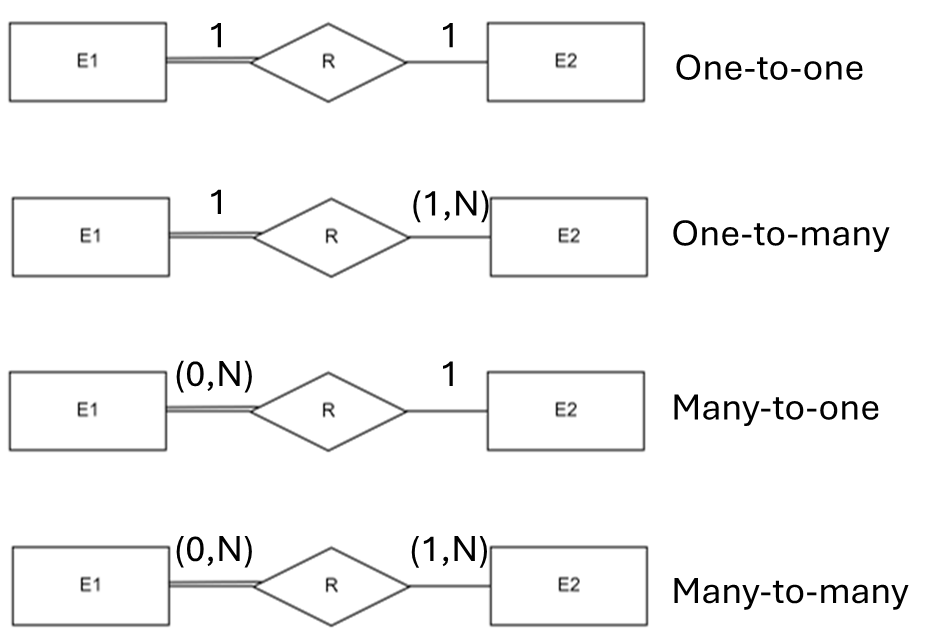 1 1
E1 R E2 One-to-one
1 (1,N)
E1 R E2 One-to-many
(0,N) 1
E1 R E2 Many-to-one
(0,N) (1,N)
E1 R E2 Many-to-many